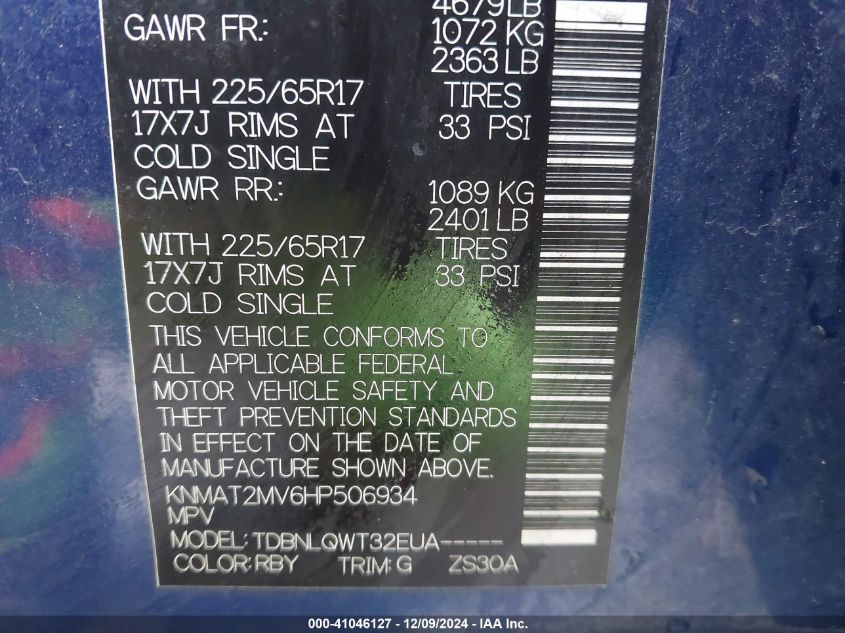 4679 LB
GAWR FR.: 1072 KG
2363 LB
WITH 225/65R17 TIRES
17X7J RIMS AT 33 PSI
COLD SINGLE
GAWR RR.: 1089 KG
2401 LB
WITH 225/65R17 TIRES
17X7J RIMS AT 33 PSI
COLD SINGLE
THIS VEHICLE CONFORMS TO
ALL APPLICABLE FEDERAL
MOTOR VEHICLE SAFETY AND
THEFT PREVENTION STANDARDS
IN EFFECT ON THE DATE OF
MANUFACTURE SHOWN ABOVE.
KNMAT2MV6HP506934
MPV
MODEL: TDBNLQWT32EUA-----
COLOR: RBY TRIM: G ZS30A
000-41046127 - 12/09/2024 - IAA Inc.